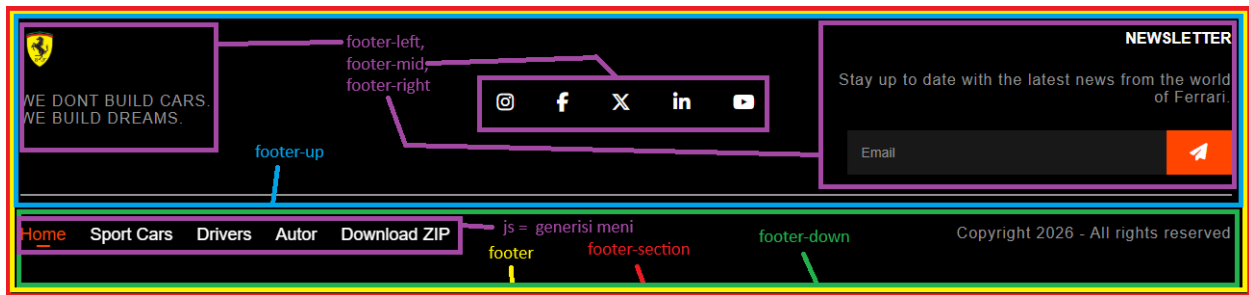 NEWSLETTER
footer-left,
footer-mid,
footer-right
Stay up to date with the latest news from the world
of Ferrari.
WE DONT BUILD CARS.
WE BUILD DREAMS.
Email
footer-up
Home Sport Cars Drivers Autor Download ZIP
js = generisi meni
footer
footer-section
footer-down
Copyright 2026 - All rights reserved